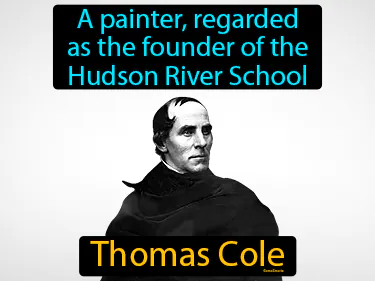 A painter, regarded
as the founder of the
Hudson River School
Thomas Cole